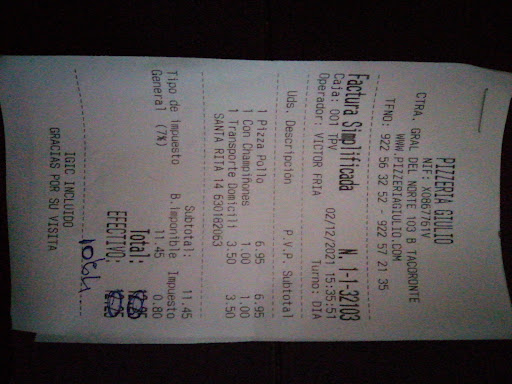 PIZZERIA GIULIO
NIF: X0867761V
CTRA. GRAL DEL NORTE 103 B TACORONTE
WWW.PIZZERIAGIULIO.COM
TFNO: 922 56 32 52 - 922 57 21 35
Factura Simplificada N. 1-1-32103
Caja: 001 TPV 02/12/2021 15:35:51
Operador: VICTOR FRIA Turno: DIA
Uds. Descripción P.V.P. Subtotal
1 Pizza Pollo 6.95 6.95
1 Con Champiñones 1.00 1.00
1 Transporte Domicili 3.50 3.50
SANTA RITA 14 630182063
Subtotal: 11.45
Tipo de impuesto B.imponible Impuesto
General (7%) 11.45 0.80
Total:
EFECTIVO:
IGIC INCLUIDO
GRACIAS POR SU VISITA